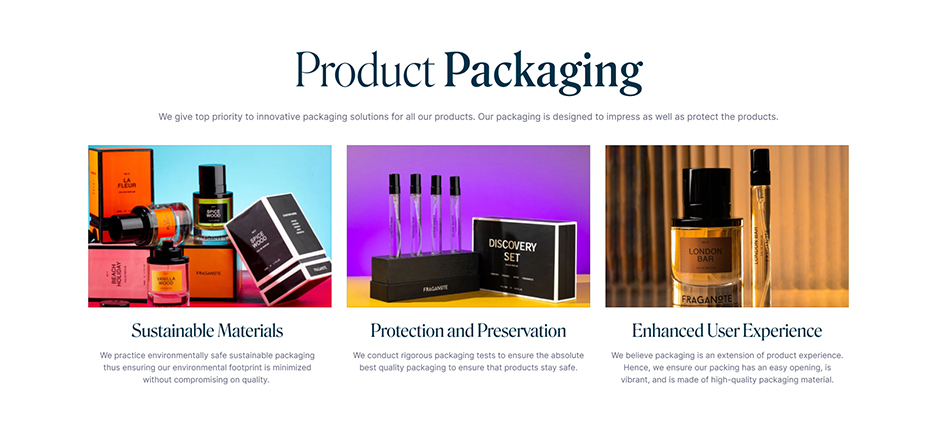 Product Packaging
We give top priority to innovative packaging solutions for all our products. Our packaging is designed to impress as well as protect the products.
LA
FLEUR
SPICE
WOOD
SPICE
WOOD
BEACH
HOLIDAY
VANILLA
WOOD
FRAGANOTE
DISCOVERY
SET
FRAGANOTE
LONDON
BAR
LONDON BAR
FRAGANOTE
Sustainable Materials
We practice environmentally safe sustainable packaging
thus ensuring our environmental footprint is minimized
without compromising on quality.
Protection and Preservation
We conduct rigorous packaging tests to ensure the absolute
best quality packaging to ensure that products stay safe.
Enhanced User Experience
We believe packaging is an extension of product experience.
Hence, we ensure our packing has an easy opening, is
vibrant, and is made of high-quality packaging material.